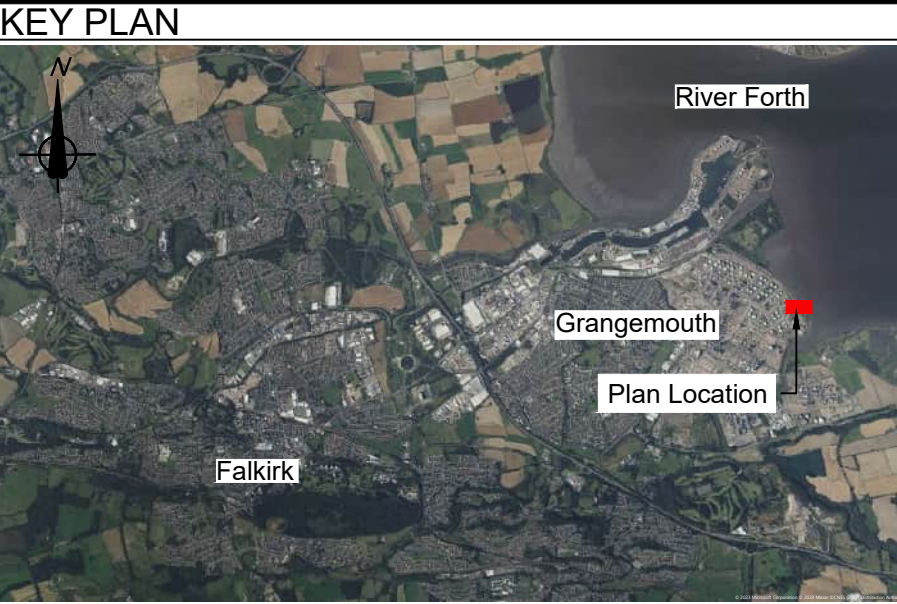 KEY PLAN
N
River Forth
Grangemouth
Plan Location
Falkirk